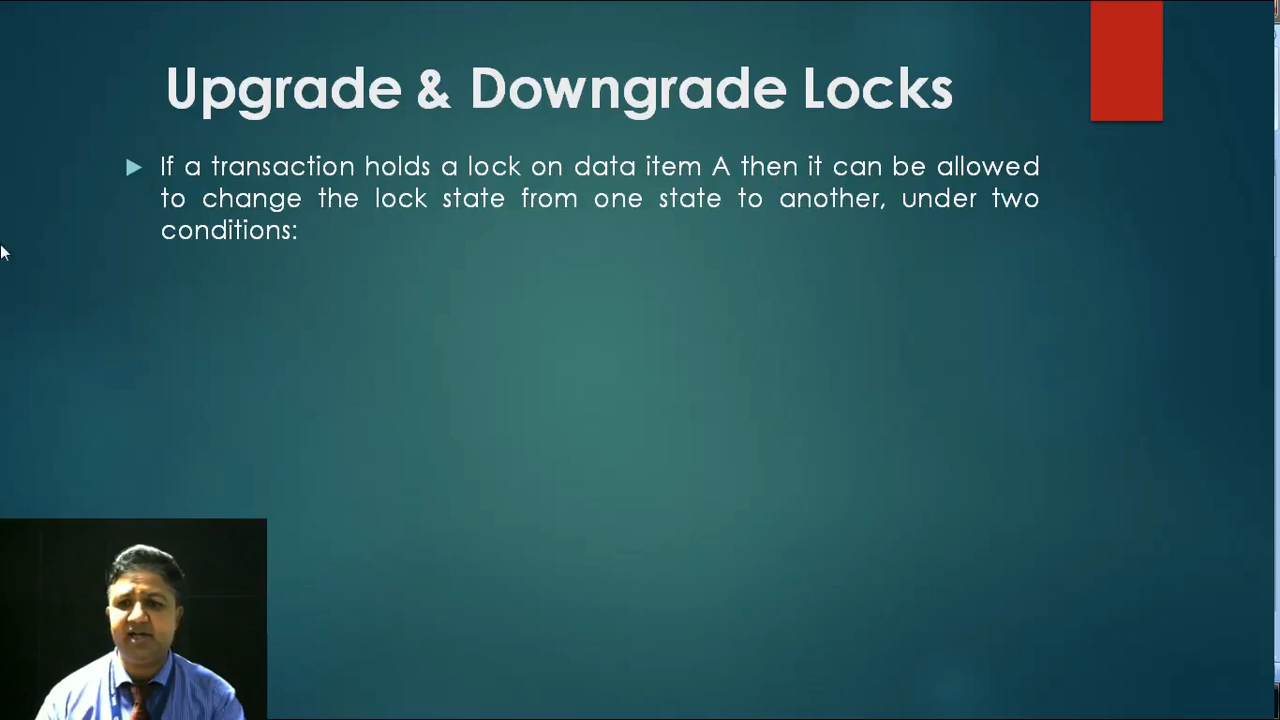 Upgrade & Downgrade Locks
If a transaction holds a lock on data item A then it can be allowed
to change the lock state from one state to another, under two
conditions: